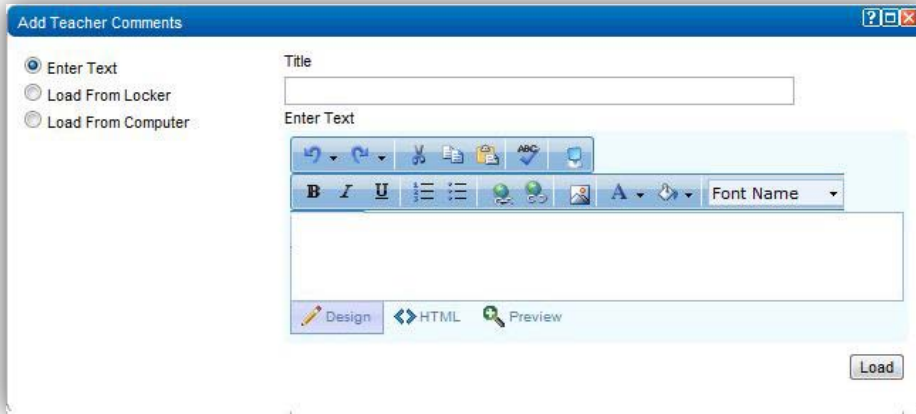 Add Teacher Comments
Enter Text
Load From Locker
Load From Computer
Title
Enter Text
ABC
B I U A Font Name
Design HTML Preview
Load